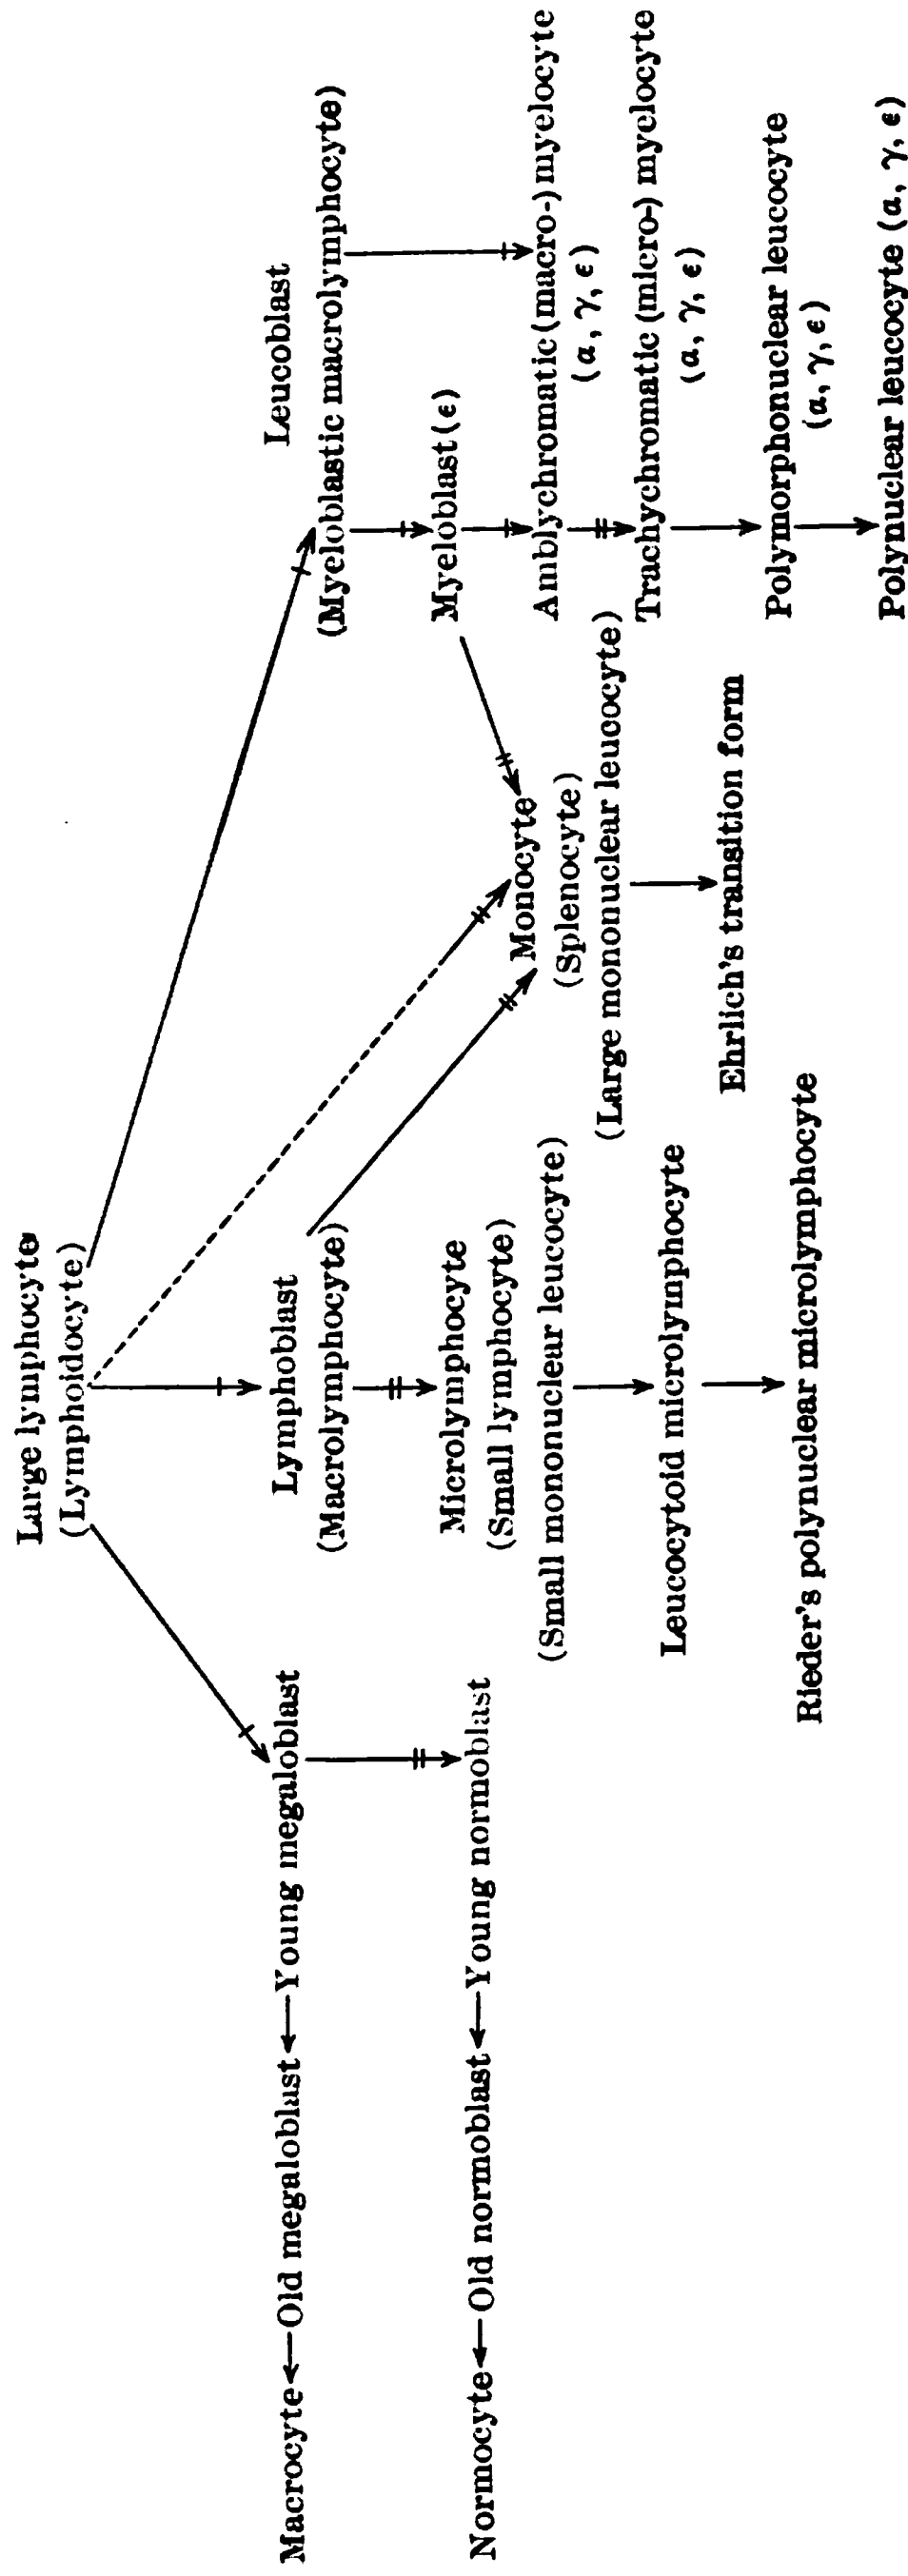 Large lymphocyte
(Lymphoidocyte)
Leucoblast
Macrocyte ← Old megaloblast ← Young megaloblast
Lymphoblast
(Macrolymphocyte)
(Myeloblastic macrolymphocyte)
Myeloblast (ϵ)
Normocyte ← Old normoblast ← Young normoblast
Microlymphocyte
(Small lymphocyte)
(Small mononuclear leucocyte)
Monocyte
(Splenocyte)
(Large mononuclear leucocyte)
Amblychromatic (macro-) myelocyte
(α, γ, ϵ)
Trachychromatic (micro-) myelocyte
(α, γ, ϵ)
Leucocytoid microlymphocyte
Ehrlich's transition form
Polymorphonuclear leucocyte
(α, γ, ϵ)
Rieder's polynuclear microlymphocyte
Polynuclear leucocyte (α, γ, ϵ)